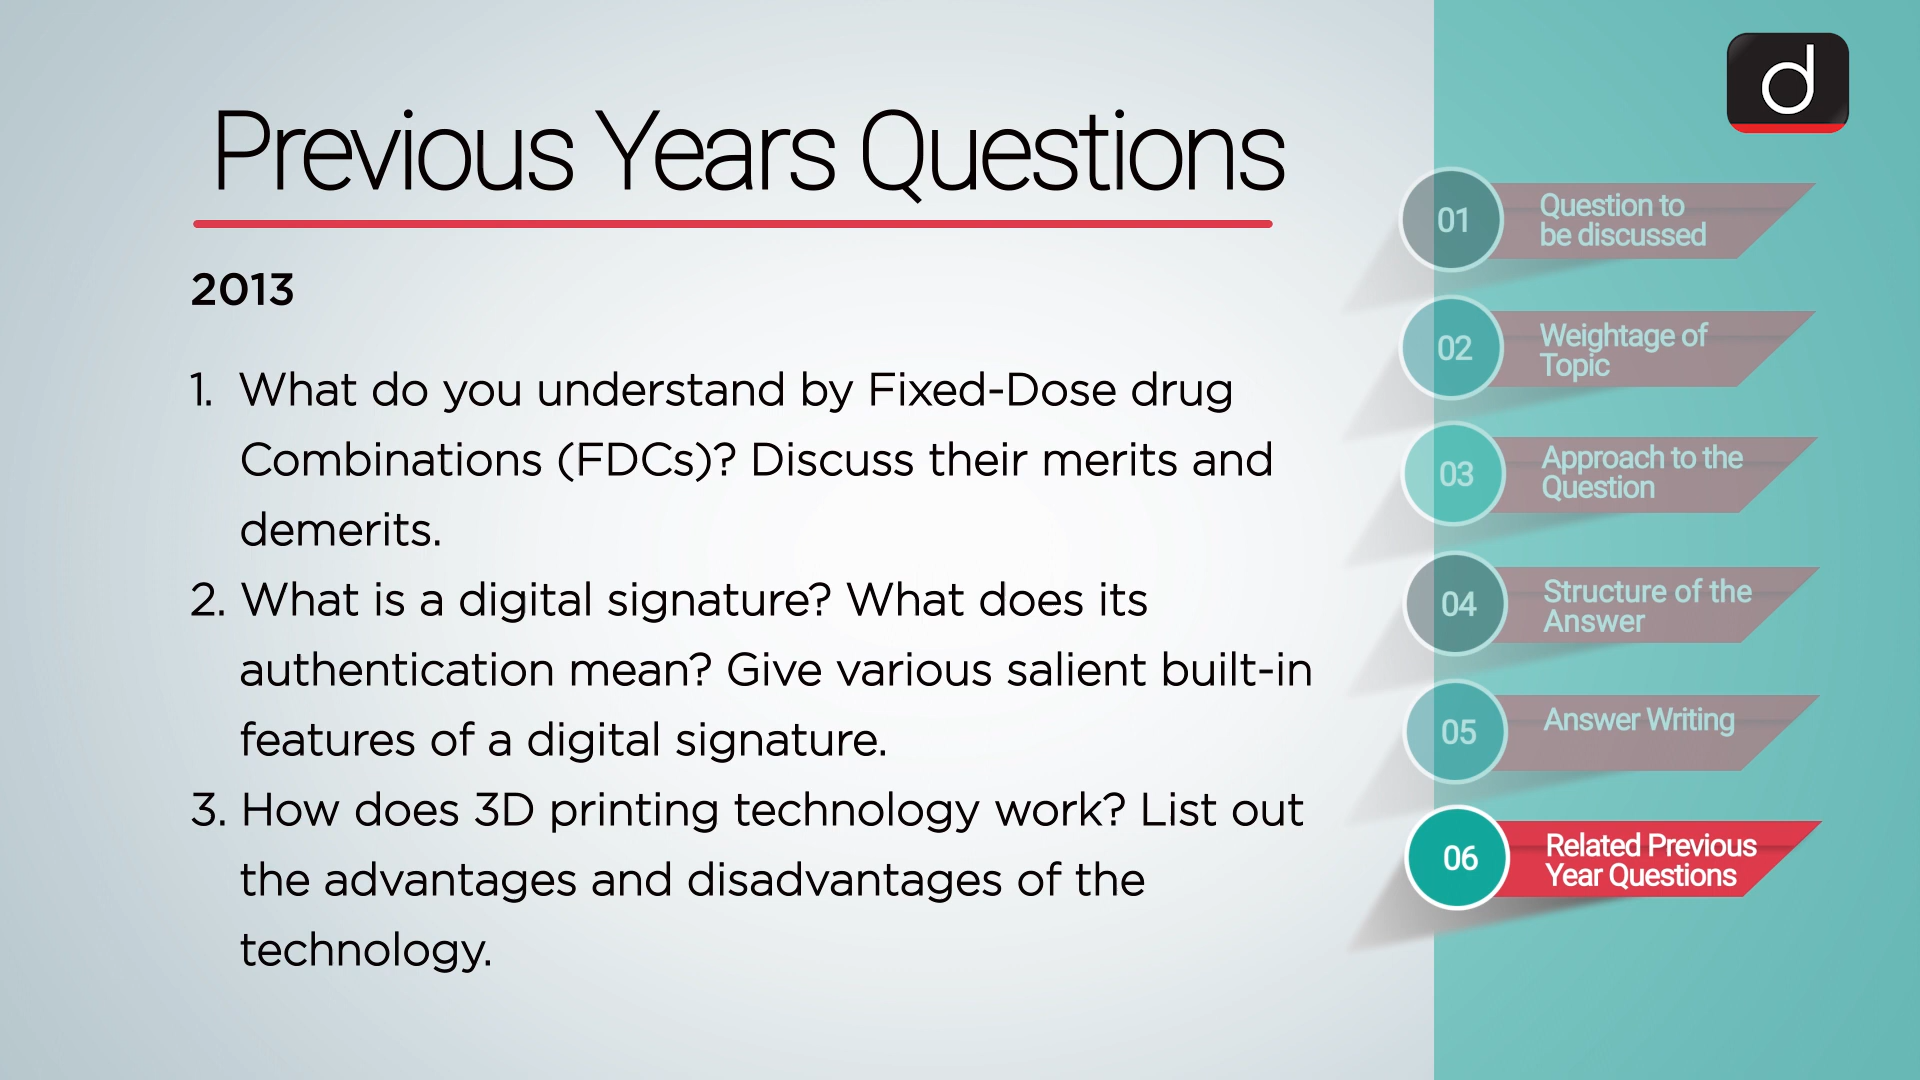 Previous Years Questions
2013
1. What do you understand by Fixed-Dose drug
Combinations (FDCs)? Discuss their merits and
demerits.
2. What is a digital signature? What does its
authentication mean? Give various salient built-in
features of a digital signature.
3. How does 3D printing technology work? List out
the advantages and disadvantages of the
technology.
d
01 Question to
be discussed
02 Weightage of
Topic
03 Approach to the
Question
04 Structure of the
Answer
05 Answer Writing
06 Related Previous
Year Questions